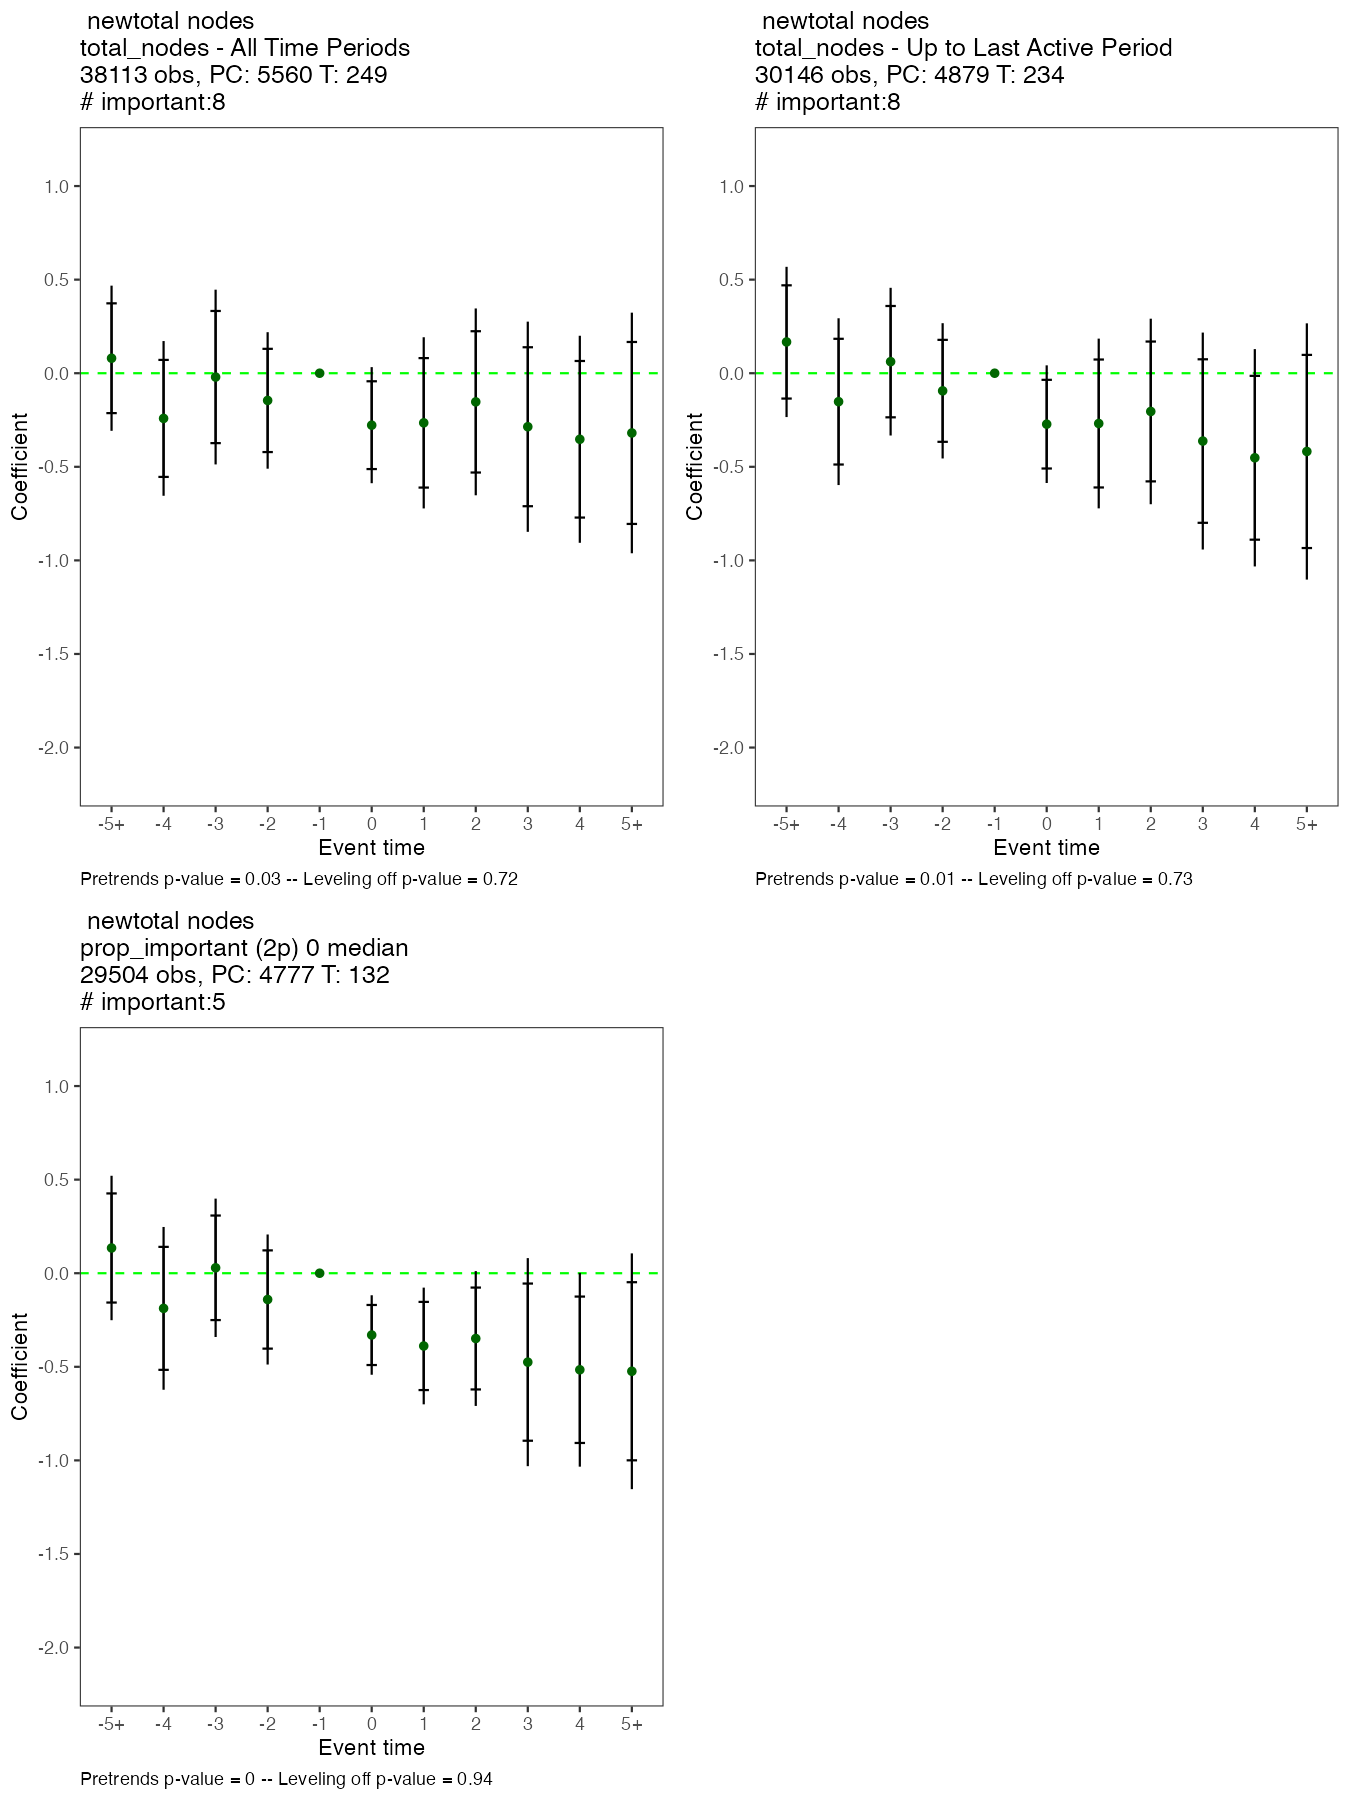 newtotal nodes
total_nodes - All Time Periods
38113 obs, PC: 5560 T: 249
# important:8
1.0
0.5
0.0
-0.5
-1.0
-1.5
-2.0
Coefficient
-5+ -4 -3 -2 -1 0 1 2 3 4 5+
Event time
Pretrends p-value = 0.03 -- Leveling off p-value = 0.72
newtotal nodes
total_nodes - Up to Last Active Period
30146 obs, PC: 4879 T: 234
# important:8
1.0
0.5
0.0
-0.5
-1.0
-1.5
-2.0
Coefficient
-5+ -4 -3 -2 -1 0 1 2 3 4 5+
Event time
Pretrends p-value = 0.01 -- Leveling off p-value = 0.73
newtotal nodes
prop_important (2p) 0 median
29504 obs, PC: 4777 T: 132
# important:5
1.0
0.5
0.0
-0.5
-1.0
-1.5
-2.0
Coefficient
-5+ -4 -3 -2 -1 0 1 2 3 4 5+
Event time
Pretrends p-value = 0 -- Leveling off p-value = 0.94